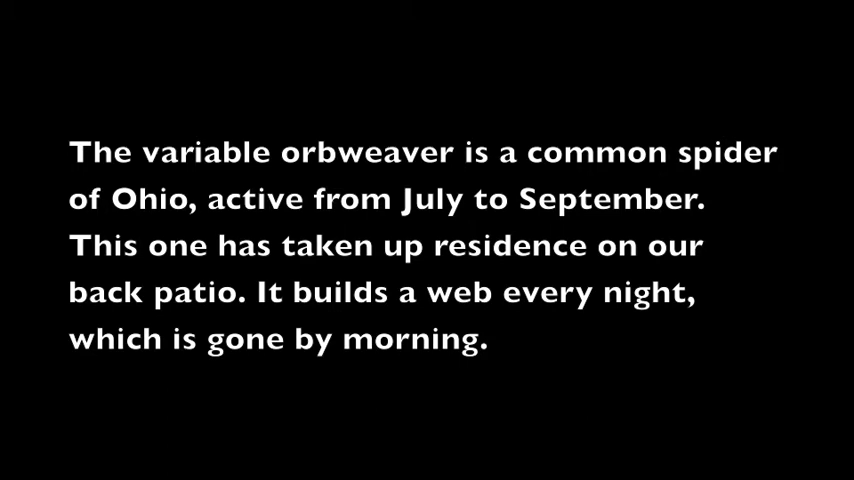 The variable orbweaver is a common spider
of Ohio, active from July to September.
This one has taken up residence on our
back patio. It builds a web every night,
which is gone by morning.